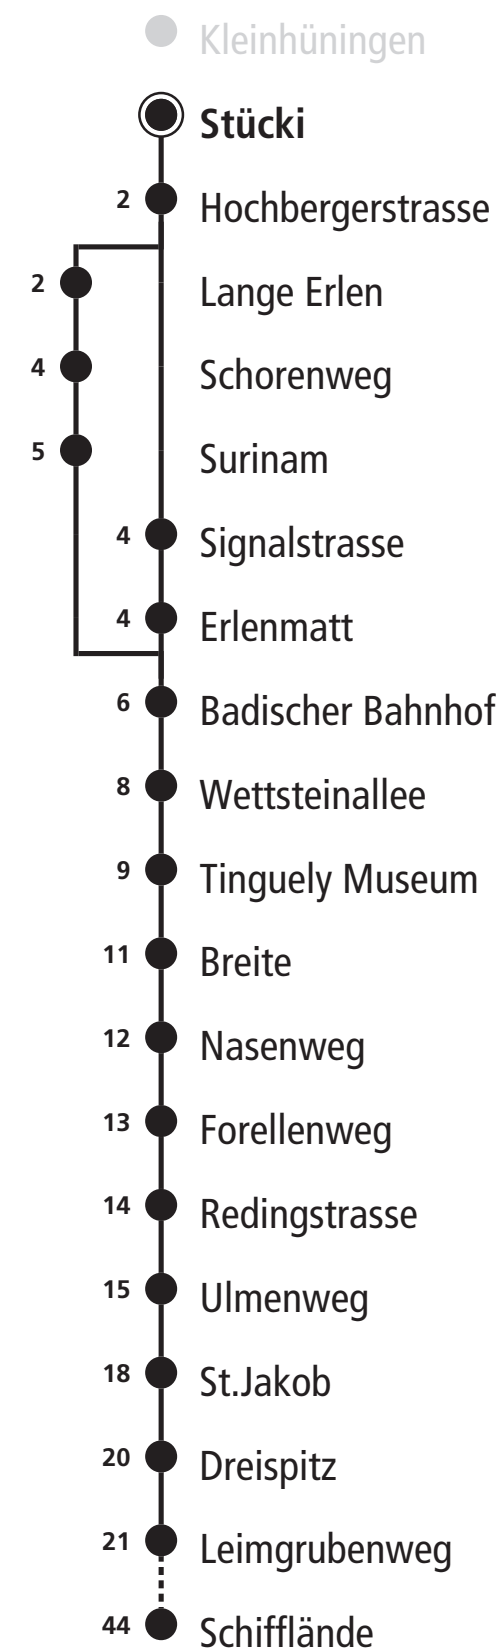 Kleinhüningen
Stücki
2 Hochbergerstrasse
2 Lange Erlen
4 Schorenweg
5 Surinam
4 Signalstrasse
4 Erlenmatt
6 Badischer Bahnhof
8 Wettsteinallee
9 Tinguely Museum
11 Breite
12 Nasenweg
13 Forellenweg
14 Redingstrasse
15 Ulmenweg
18 St.Jakob
20 Dreispitz
21 Leimgrubenweg
44 Schifflände